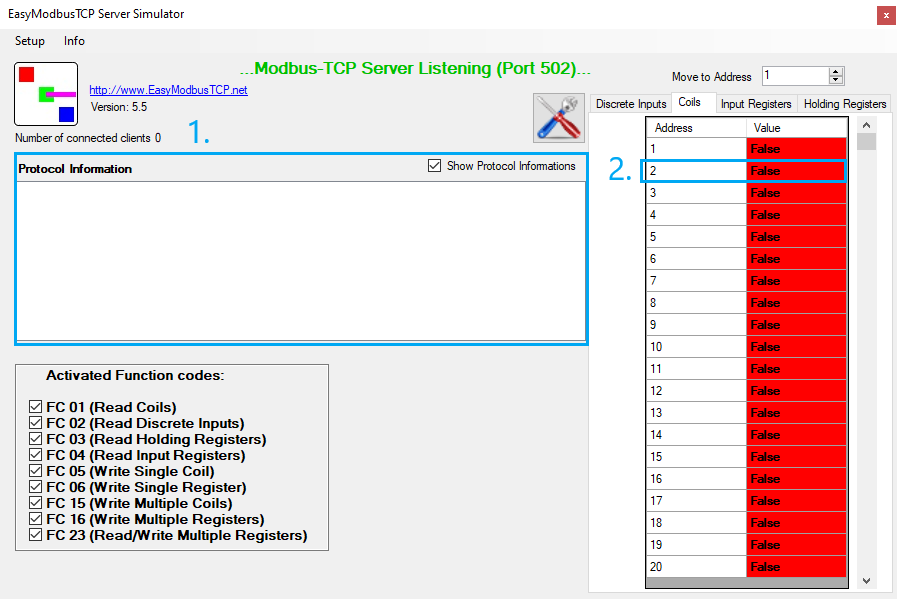 EasyModbusTCP Server Simulator
x
Setup Info
...Modbus-TCP Server Listening (Port 502)...
http://www.EasyModbusTCP.net
Version: 5.5
Number of connected clients 0
1.
Protocol Information
Show Protocol Informations
Activated Function codes:
FC 01 (Read Coils)
FC 02 (Read Discrete Inputs)
FC 03 (Read Holding Registers)
FC 04 (Read Input Registers)
FC 05 (Write Single Coil)
FC 06 (Write Single Register)
FC 15 (Write Multiple Coils)
FC 16 (Write Multiple Registers)
FC 23 (Read/Write Multiple Registers)
Move to Address 1
Discrete Inputs Coils Input Registers Holding Registers
Address Value
1 False
2. 2 False
3 False
4 False
5 False
6 False
7 False
8 False
9 False
10 False
11 False
12 False
13 False
14 False
15 False
16 False
17 False
18 False
19 False
20 False